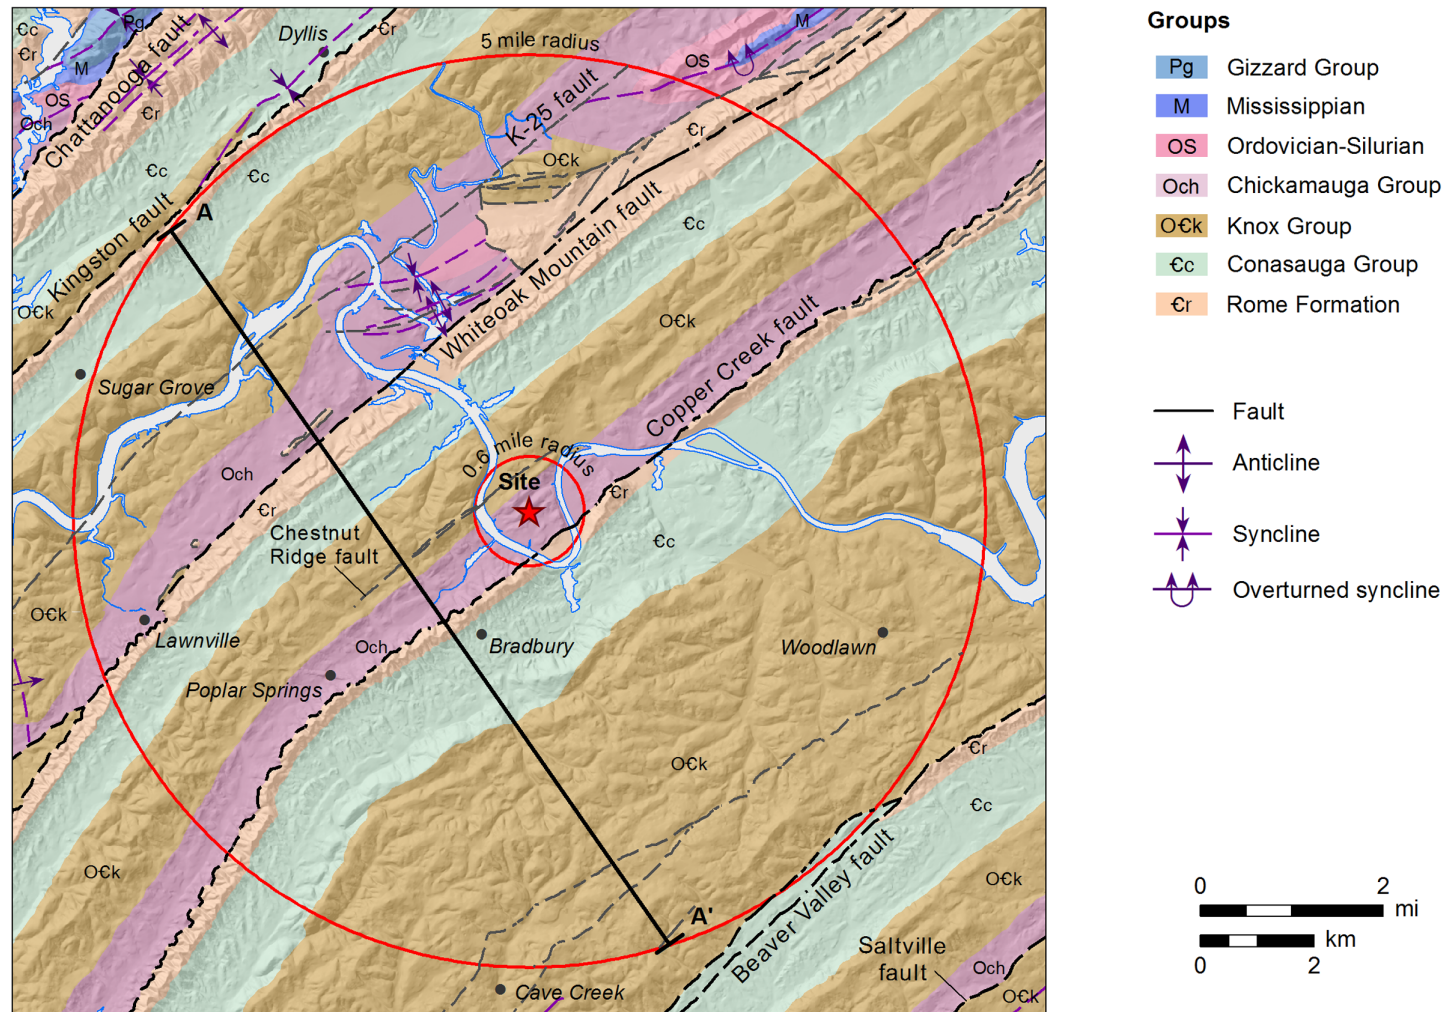 Groups
Pg Gizzard Group
M Mississippian
OS Ordovician-Silurian
Och Chickamauga Group
O€k Knox Group
€c Conasauga Group
€r Rome Formation
Fault
Anticline
Syncline
Overturned syncline
0 2
mi
km
0 2
€c
€r
Pg
M
OS
Och
€r
Chattanooga fault
Dyllis
€r
5 mile radius
M
OS
K-25 fault
€r
O€k
€c
€c
A
Kingston fault
O€k
Whiteoak Mountain fault
€c
O€k
Sugar Grove
Copper Creek fault
0.6 mile radius
Site
Och
€r
€r
Chestnut
Ridge fault
€c
O€k
Lawnville
Och
Bradbury
Woodlawn
Poplar Springs
O€k
€r
€c
O€k
O€k
A'
Beaver Valley fault
Saltville
fault
Och
Cave Creek
O€k